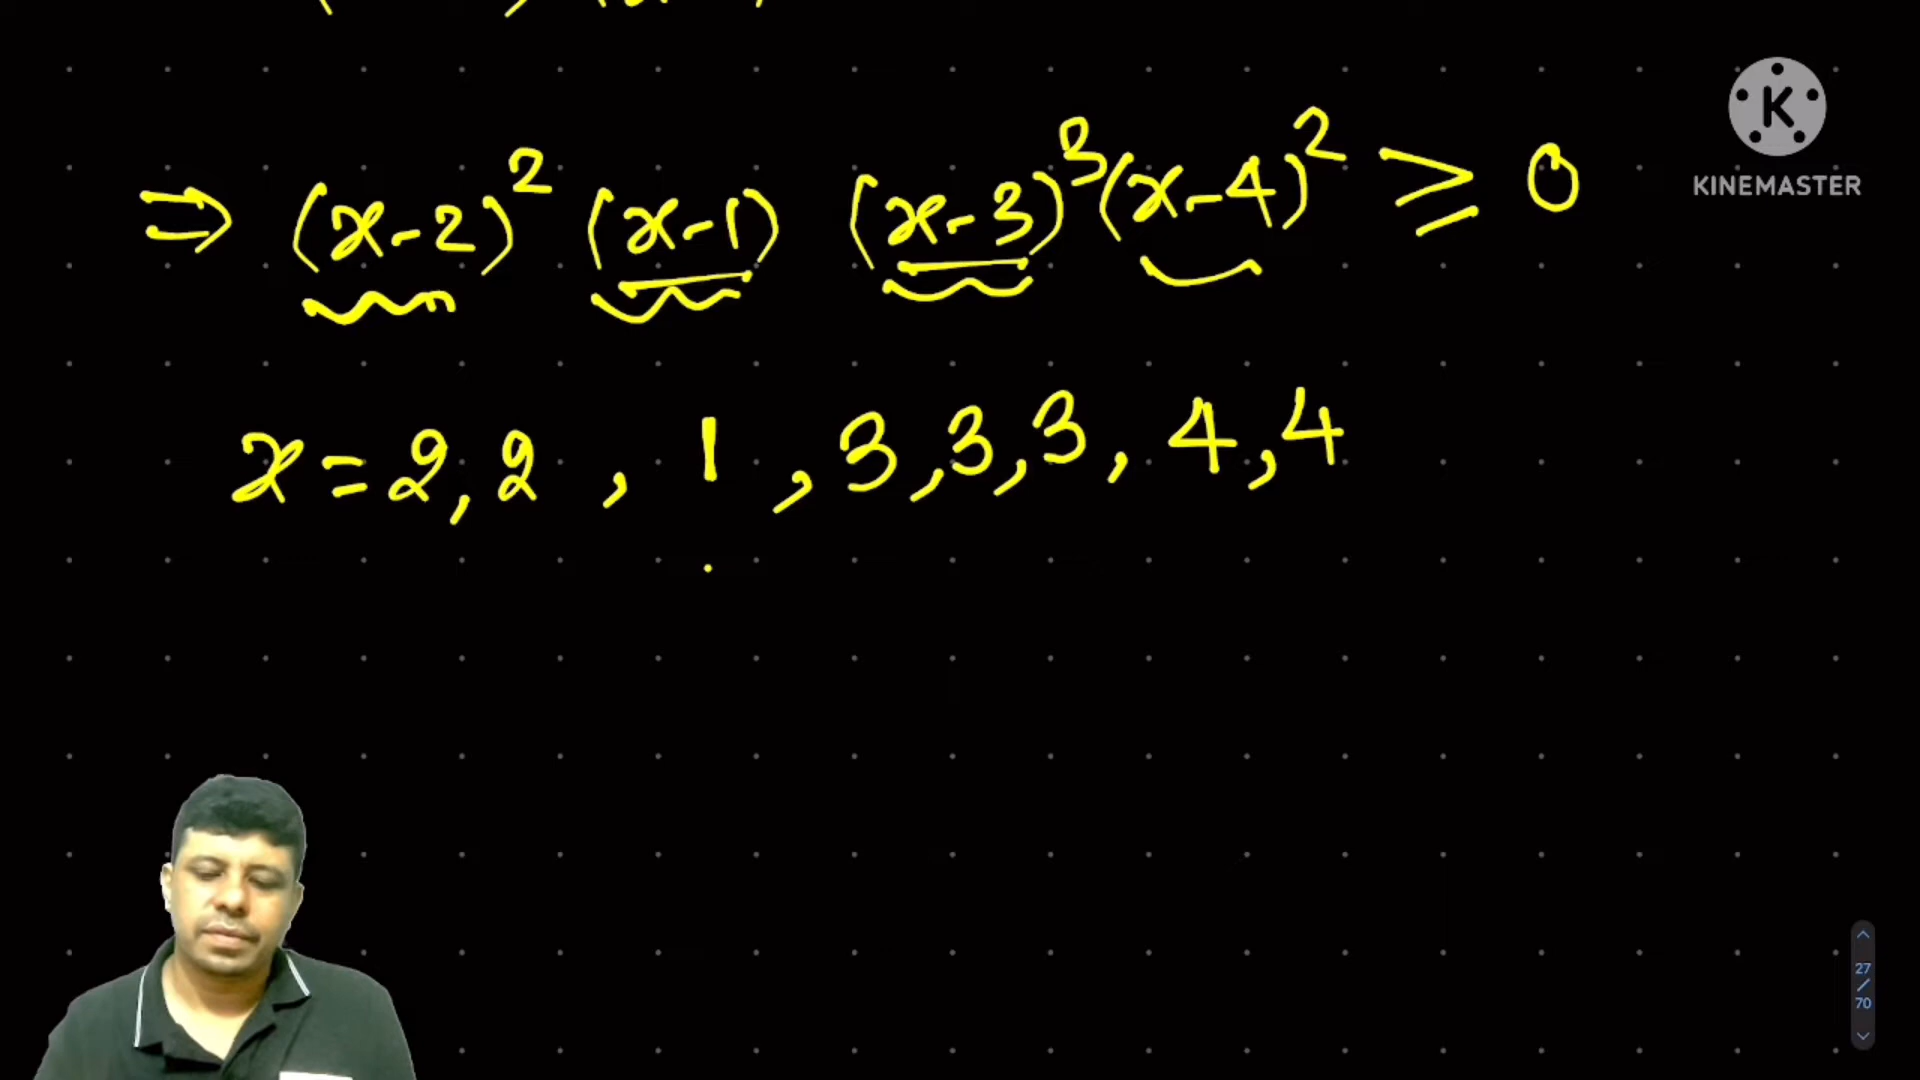 ⇒ (x-2)² (x-1) (x-3)³(x-4)² ≥ 0
x = 2,2 , 1 , 3,3,3, 4,4
K
KINEMASTER
27
/
70